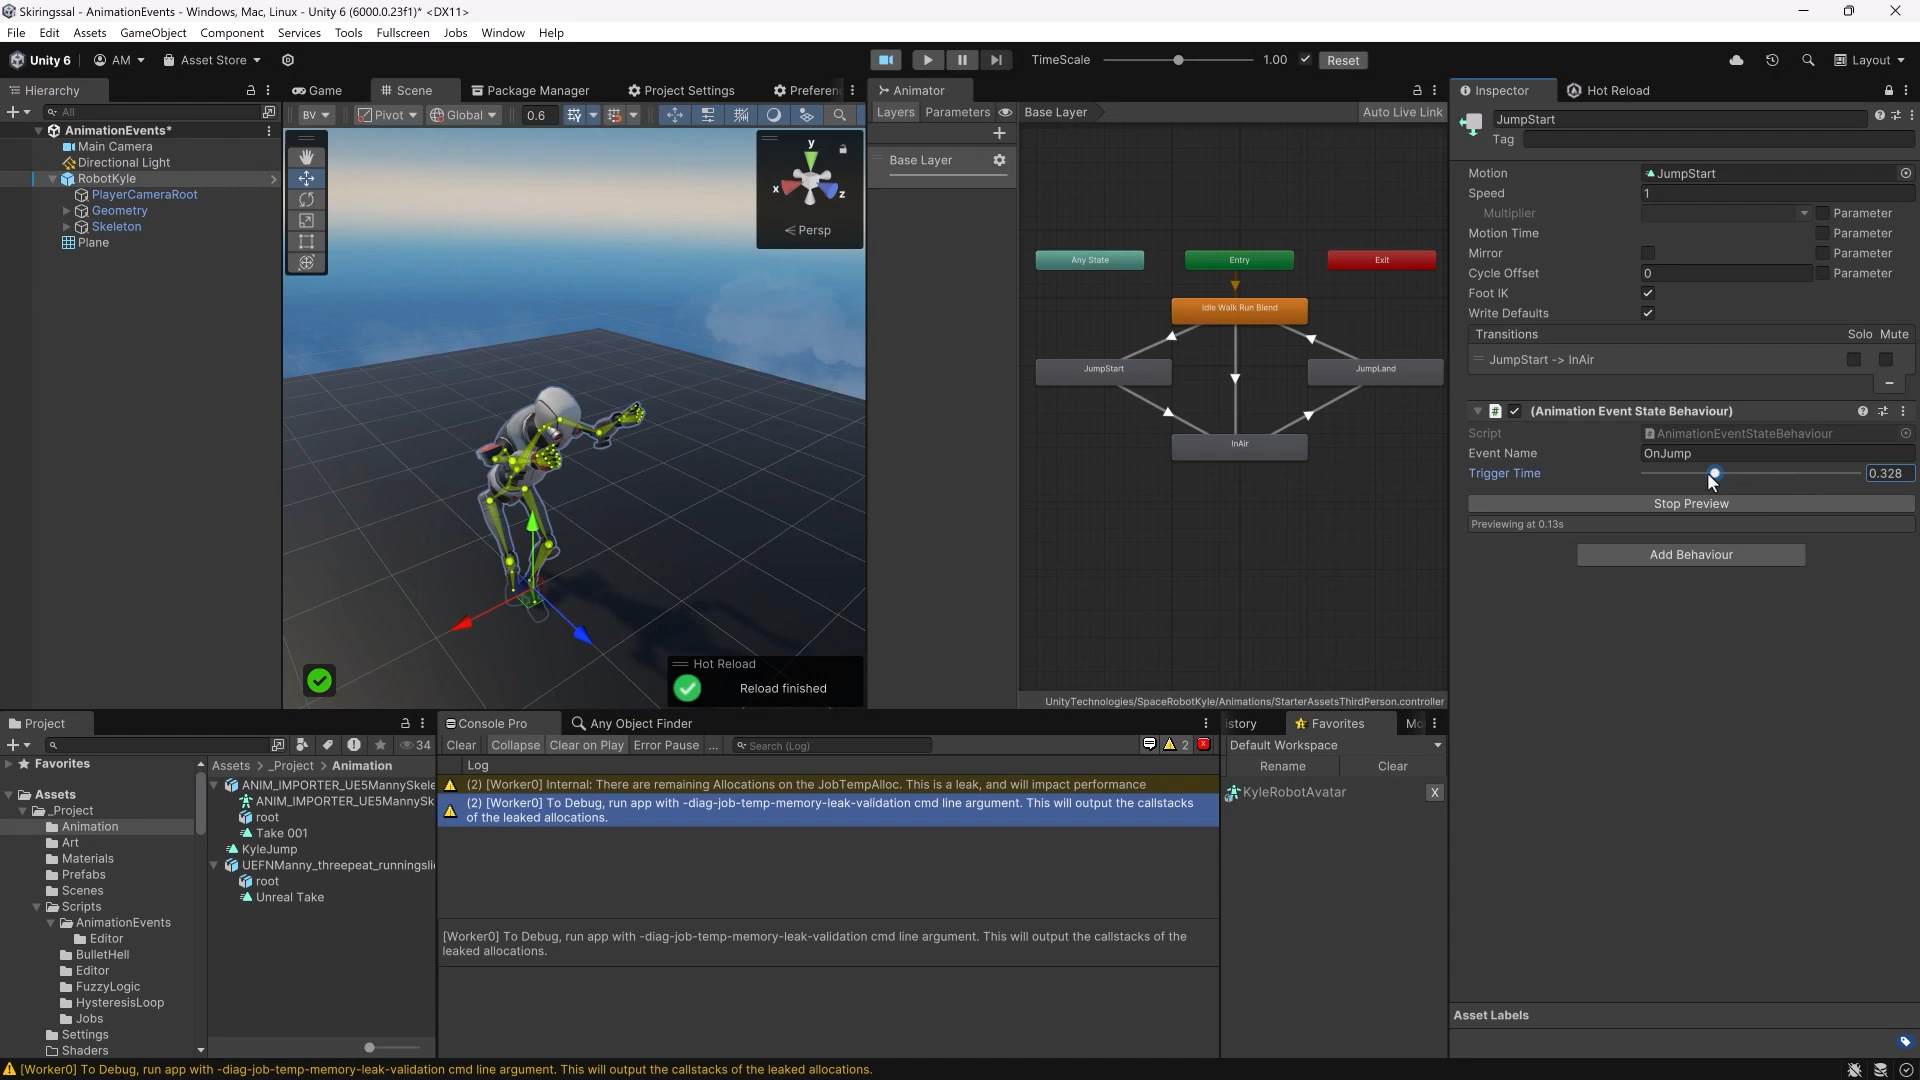 Skiringssal - AnimationEvents - Windows, Mac, Linux - Unity 6 (6000.0.23f1)* <DX11>
File Edit Assets GameObject Component Services Tools Fullscreen Jobs Window Help
Unity 6 AM Asset Store TimeScale 1.00 Reset Layout
Hierarchy
All
AnimationEvents*
Main Camera
Directional Light
RobotKyle
PlayerCameraRoot
Geometry
Skeleton
Plane
Game Scene Package Manager Project Settings Preferen
BV Pivot Global 0.6
y
x z
Persp
Hot Reload
Reload finished
Animator
Layers Parameters Base Layer Auto Live Link
Base Layer
Any State Entry Exit
Idle Walk Run Blend
JumpStart JumpLand
InAir
UnityTechnologies/SpaceRobotKyle/Animations/StarterAssetsThirdPerson.controller
Inspector Hot Reload
JumpStart
Tag
Motion JumpStart
Speed 1
Multiplier Parameter
Motion Time Parameter
Mirror Parameter
Cycle Offset 0 Parameter
Foot IK
Write Defaults
Transitions Solo Mute
JumpStart -> InAir
(Animation Event State Behaviour)
Script AnimationEventStateBehaviour
Event Name OnJump
Trigger Time 0.328
Stop Preview
Previewing at 0.13s
Add Behaviour
Asset Labels
Project
34
Favorites
Assets
_Project
Animation
Art
Materials
Prefabs
Scenes
Scripts
AnimationEvents
Editor
BulletHell
Editor
FuzzyLogic
HysteresisLoop
Jobs
Settings
Shaders
Assets > _Project > Animation
ANIM_IMPORTER_UE5MannySkele
ANIM_IMPORTER_UE5MannySk
root
Take 001
KyleJump
UEFNManny_threepeat_runningsli
root
Unreal Take
Console Pro Any Object Finder
Clear Collapse Clear on Play Error Pause ... Search (Log) 2
Log
(2) [Worker0] Internal: There are remaining Allocations on the JobTempAlloc. This is a leak, and will impact performance
(2) [Worker0] To Debug, run app with -diag-job-temp-memory-leak-validation cmd line argument. This will output the callstacks
of the leaked allocations.
[Worker0] To Debug, run app with -diag-job-temp-memory-leak-validation cmd line argument. This will output the callstacks of the
leaked allocations.
istory Favorites Mo
Default Workspace
Rename Clear
KyleRobotAvatar X
[Worker0] To Debug, run app with -diag-job-temp-memory-leak-validation cmd line argument. This will output the callstacks of the leaked allocations.